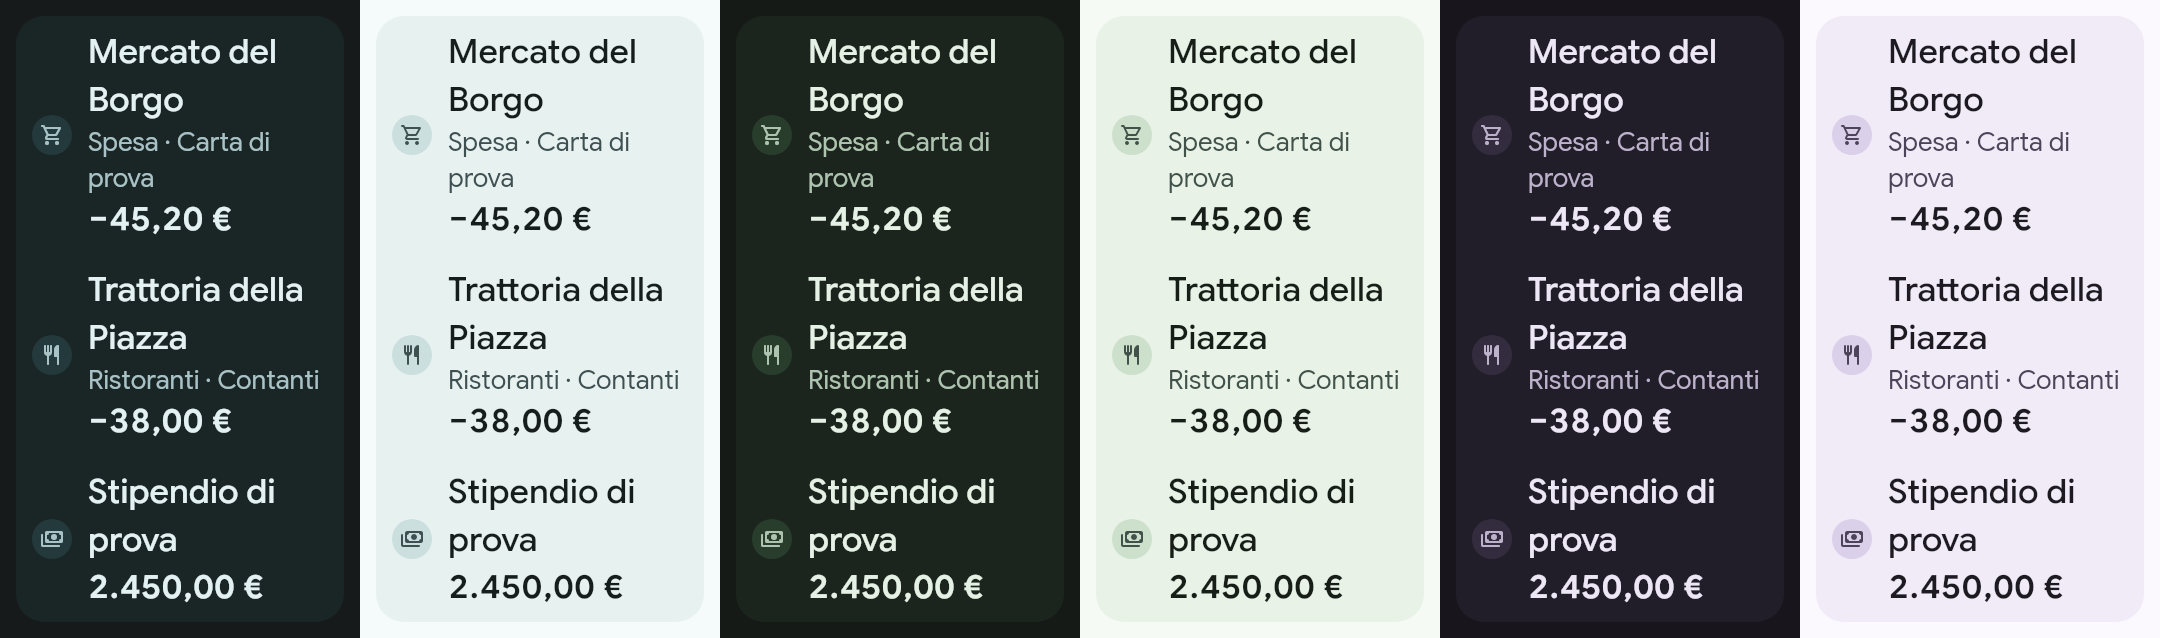 Mercato del
Borgo
Spesa · Carta di
prova
−45,20 €
Trattoria della
Piazza
Ristoranti · Contanti
−38,00 €
Stipendio di
prova
2.450,00 €
Mercato del
Borgo
Spesa · Carta di
prova
−45,20 €
Trattoria della
Piazza
Ristoranti · Contanti
−38,00 €
Stipendio di
prova
2.450,00 €
Mercato del
Borgo
Spesa · Carta di
prova
−45,20 €
Trattoria della
Piazza
Ristoranti · Contanti
−38,00 €
Stipendio di
prova
2.450,00 €
Mercato del
Borgo
Spesa · Carta di
prova
−45,20 €
Trattoria della
Piazza
Ristoranti · Contanti
−38,00 €
Stipendio di
prova
2.450,00 €
Mercato del
Borgo
Spesa · Carta di
prova
−45,20 €
Trattoria della
Piazza
Ristoranti · Contanti
−38,00 €
Stipendio di
prova
2.450,00 €
Mercato del
Borgo
Spesa · Carta di
prova
−45,20 €
Trattoria della
Piazza
Ristoranti · Contanti
−38,00 €
Stipendio di
prova
2.450,00 €